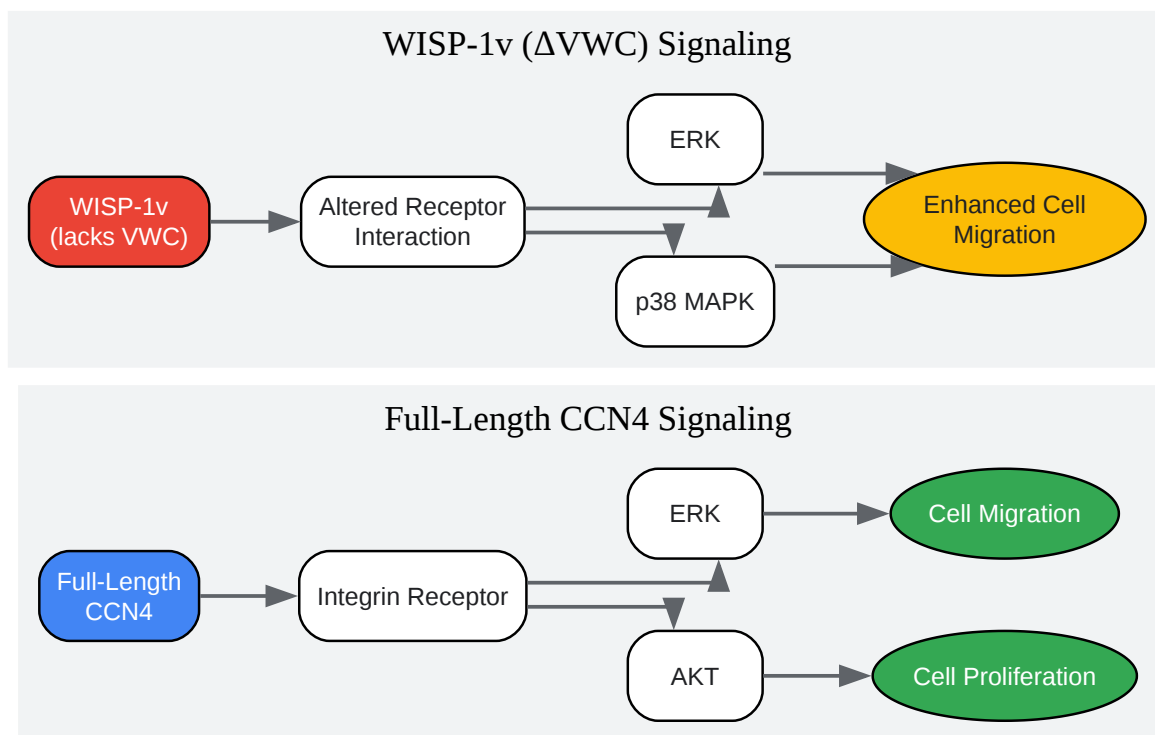 WISP-1v (ΔVWC) Signaling
WISP-1v
(lacks VWC)
Altered Receptor
Interaction
ERK
p38 MAPK
Enhanced Cell
Migration
Full-Length CCN4 Signaling
Full-Length
CCN4
Integrin Receptor
ERK
AKT
Cell Migration
Cell Proliferation